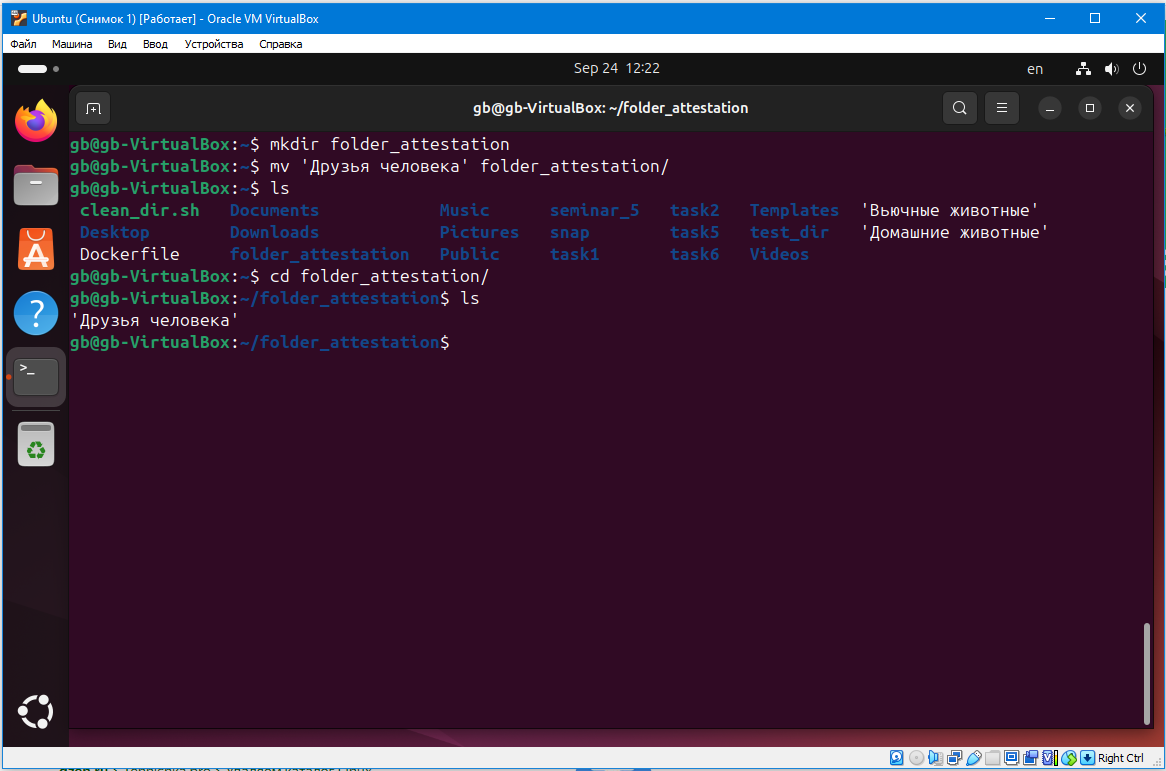 Ubuntu (Снимок 1) [Работает] - Oracle VM VirtualBox
Файл Машина Вид Ввод Устройства Справка
Sep 24 12:22 en
gb@gb-VirtualBox: ~/folder_attestation
gb@gb-VirtualBox:~$ mkdir folder_attestation
gb@gb-VirtualBox:~$ mv 'Друзья человека' folder_attestation/
gb@gb-VirtualBox:~$ ls
clean_dir.sh Documents Music seminar_5 task2 Templates 'Вьючные животные'
Desktop Downloads Pictures snap task5 test_dir 'Домашние животные'
Dockerfile folder_attestation Public task1 task6 Videos
gb@gb-VirtualBox:~$ cd folder_attestation/
gb@gb-VirtualBox:~/folder_attestation$ ls
'Друзья человека'
gb@gb-VirtualBox:~/folder_attestation$
Right Ctrl